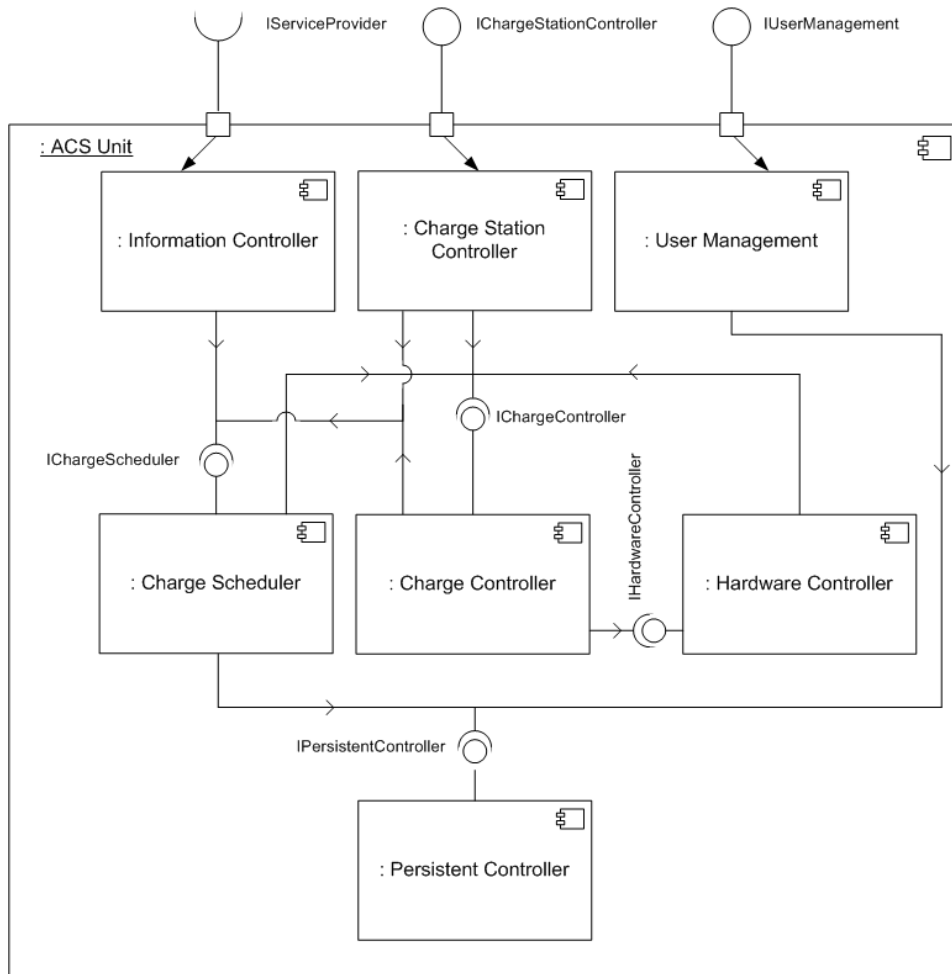 IServiceProvider
IChargeStationController
IUserManagement
: ACS Unit
: Information Controller
: Charge Station
Controller
: User Management
IChargeController
IChargeScheduler
IHardwareController
: Charge Scheduler
: Charge Controller
: Hardware Controller
IPersistentController
: Persistent Controller